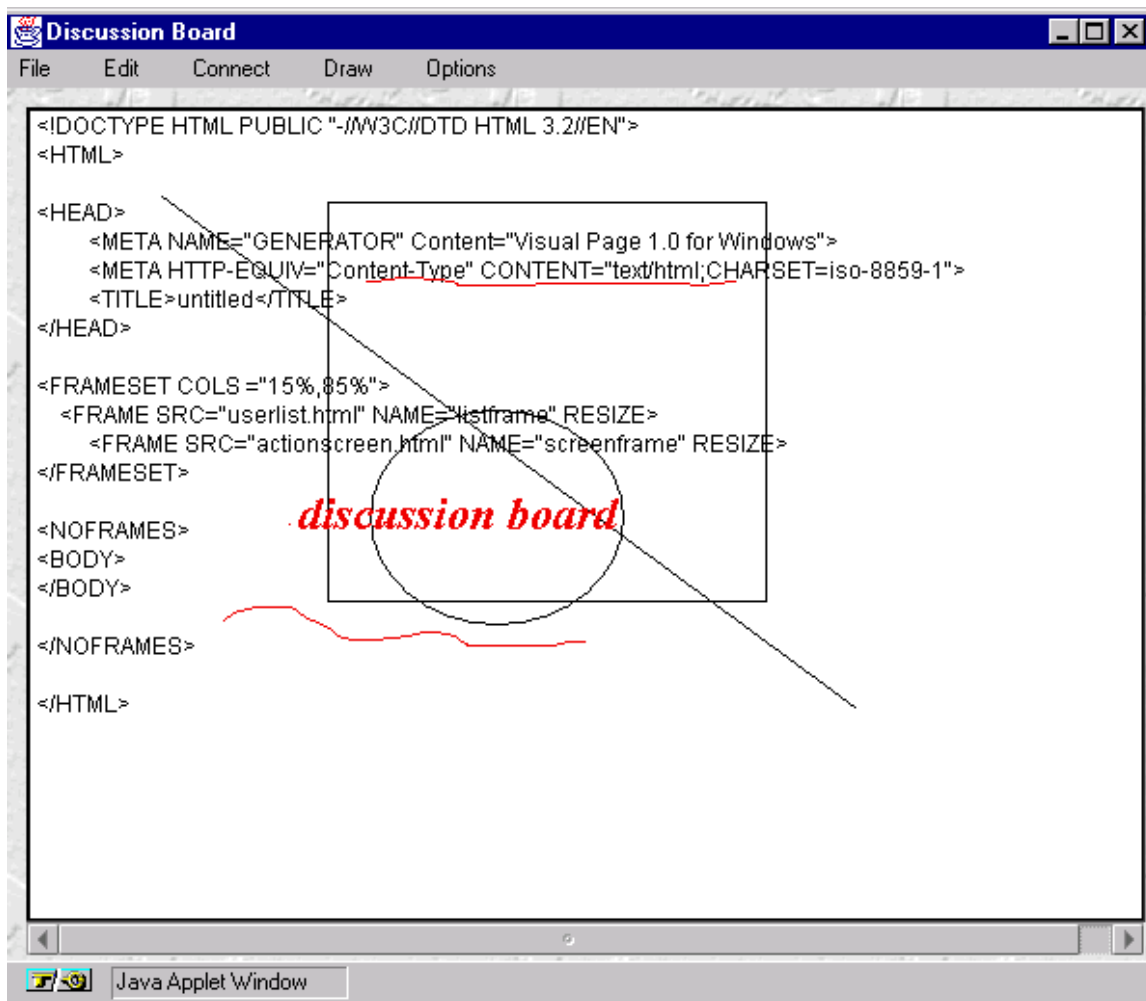 Discussion Board
File Edit Connect Draw Options
<!DOCTYPE HTML PUBLIC "-//W3C//DTD HTML 3.2//EN">
<HTML>
<HEAD>
<META NAME="GENERATOR" Content="Visual Page 1.0 for Windows">
<META HTTP-EQUIV="Content-Type" CONTENT="text/html;CHARSET=iso-8859-1">
<TITLE>untitled</TITLE>
</HEAD>
<FRAMESET COLS ="15%,85%">
<FRAME SRC="userlist.html" NAME="listframe" RESIZE>
<FRAME SRC="actionscreen.html" NAME="screenframe" RESIZE>
</FRAMESET>
discussion board
<NOFRAMES>
<BODY>
</BODY>
</NOFRAMES>
</HTML>
Java Applet Window